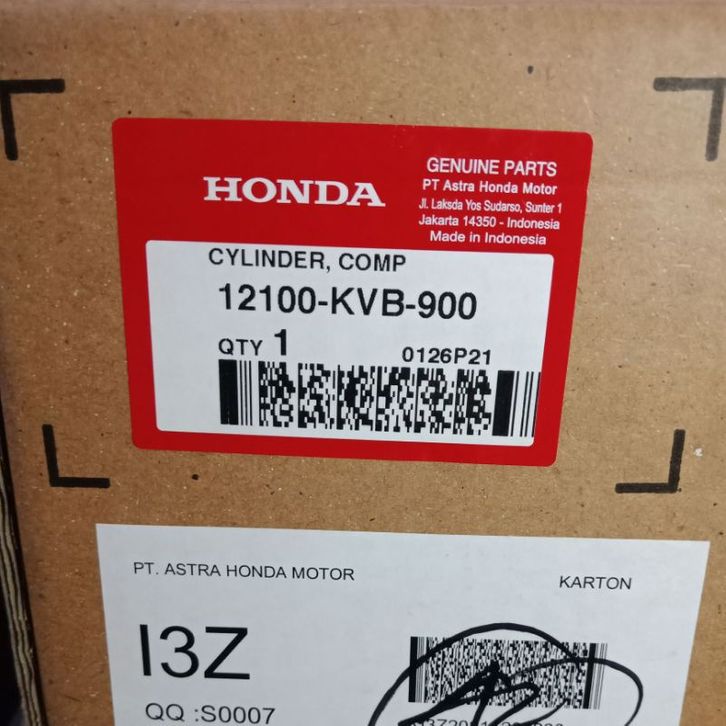 HONDA
GENUINE PARTS
PT Astra Honda Motor
Jl. Laksda Yos Sudarso, Sunter 1
Jakarta 14350 - Indonesia
Made in Indonesia
CYLINDER, COMP
12100-KVB-900
QTY 1 0126P21
PT. ASTRA HONDA MOTOR KARTON
I3Z
QQ :S0007